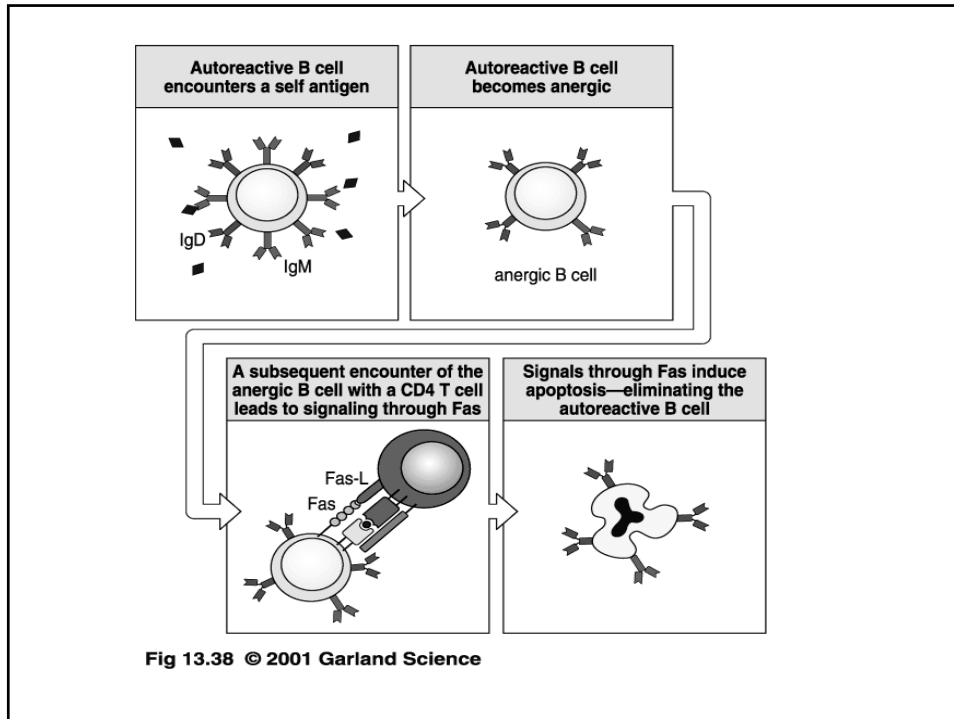 Autoreactive B cell
encounters a self antigen
IgD
IgM
Autoreactive B cell
becomes anergic
anergic B cell
A subsequent encounter of the
anergic B cell with a CD4 T cell
leads to signaling through Fas
Fas-L
Fas
Signals through Fas induce
apoptosis—eliminating the
autoreactive B cell
Fig 13.38 © 2001 Garland Science